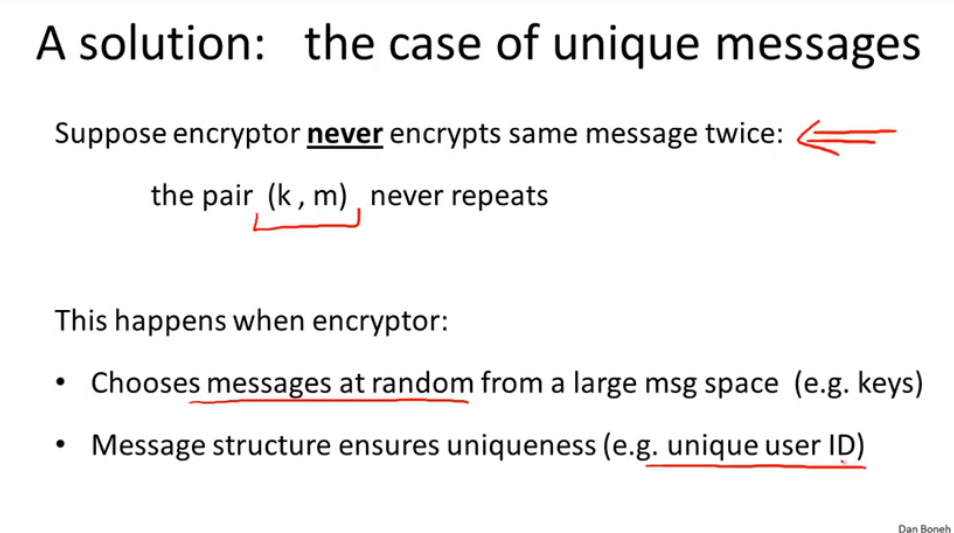 A solution: the case of unique messages
Suppose encryptor never encrypts same message twice:
the pair (k , m) never repeats
This happens when encryptor:
• Chooses messages at random from a large msg space (e.g. keys)
• Message structure ensures uniqueness (e.g. unique user ID)
Dan Boneh